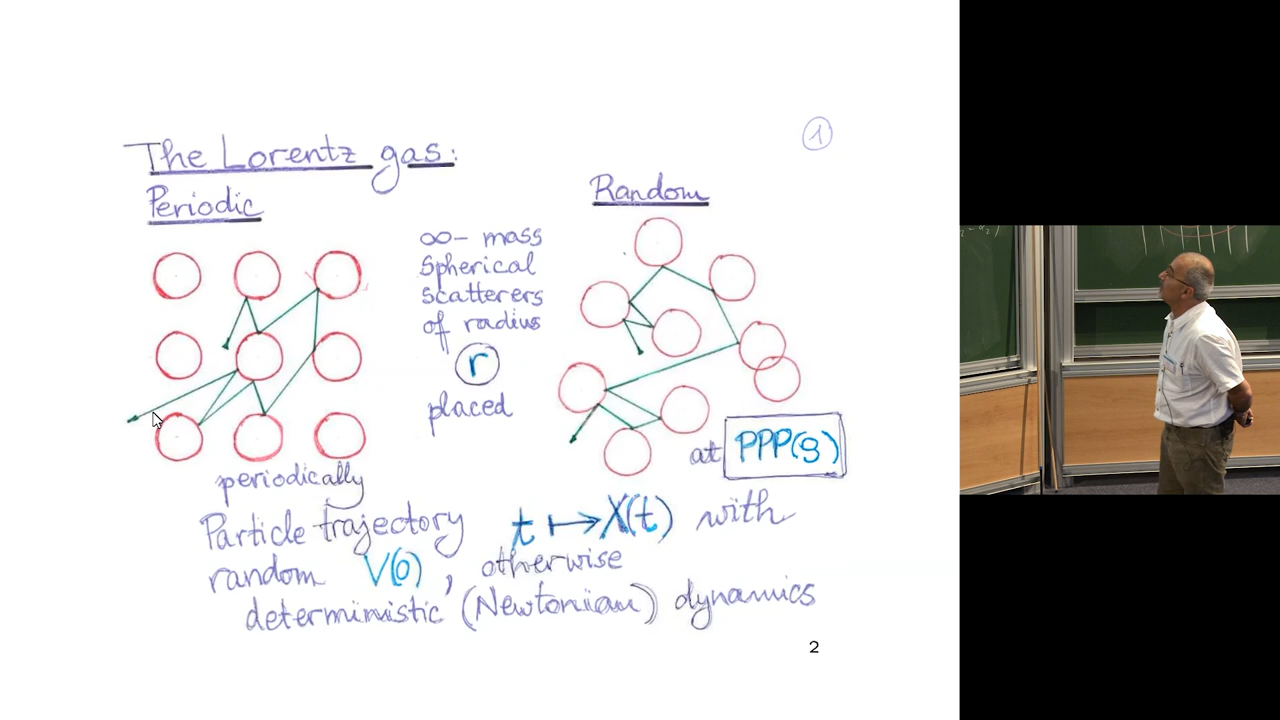 1
The Lorentz gas:
Periodic
Random
∞- mass
spherical
scatterers
of radius
r
placed
periodically
at PPP(ϱ)
Particle trajectory t ↦ X(t) with
random V(0), otherwise
deterministic (Newtonian) dynamics
2